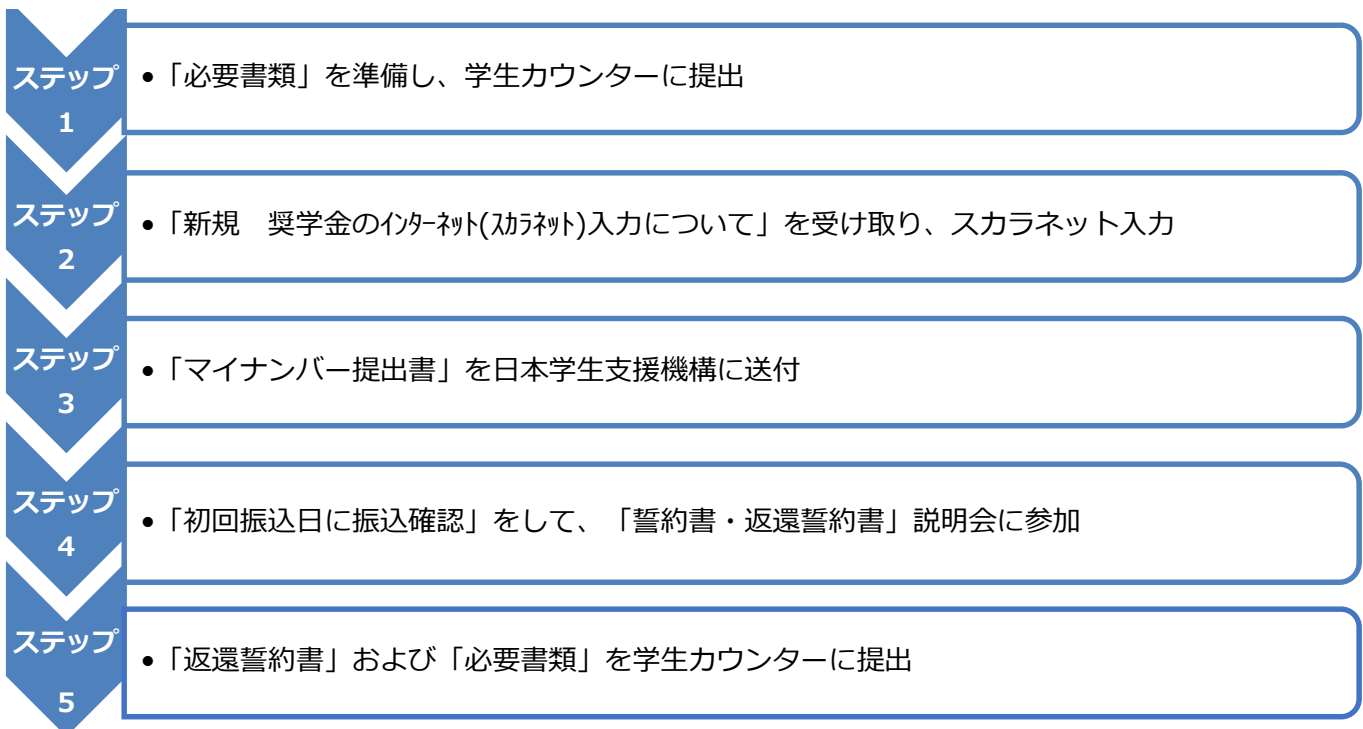 ステップ
1
•「必要書類」を準備し、学生カウンターに提出
ステップ
2
•「新規　奨学金のｲﾝﾀｰﾈｯﾄ(ｽｶﾗﾈｯﾄ)入力について」を受け取り、スカラネット入力
ステップ
3
•「マイナンバー提出書」を日本学生支援機構に送付
ステップ
4
•「初回振込日に振込確認」をして、「誓約書・返還誓約書」説明会に参加
ステップ
5
•「返還誓約書」および「必要書類」を学生カウンターに提出